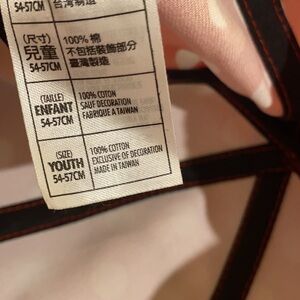 54-57CM 台灣製造
(尺寸) 100% 棉
兒童 不包括裝飾部分
54-57CM 臺灣製造
(TAILLE) 100% COTON
ENFANT SAUF DECORATION
54-57CM FABRIQUE A TAIWAN
(SIZE) 100% COTTON
YOUTH EXCLUSIVE OF DECORATION
54-57CM MADE IN TAIWAN